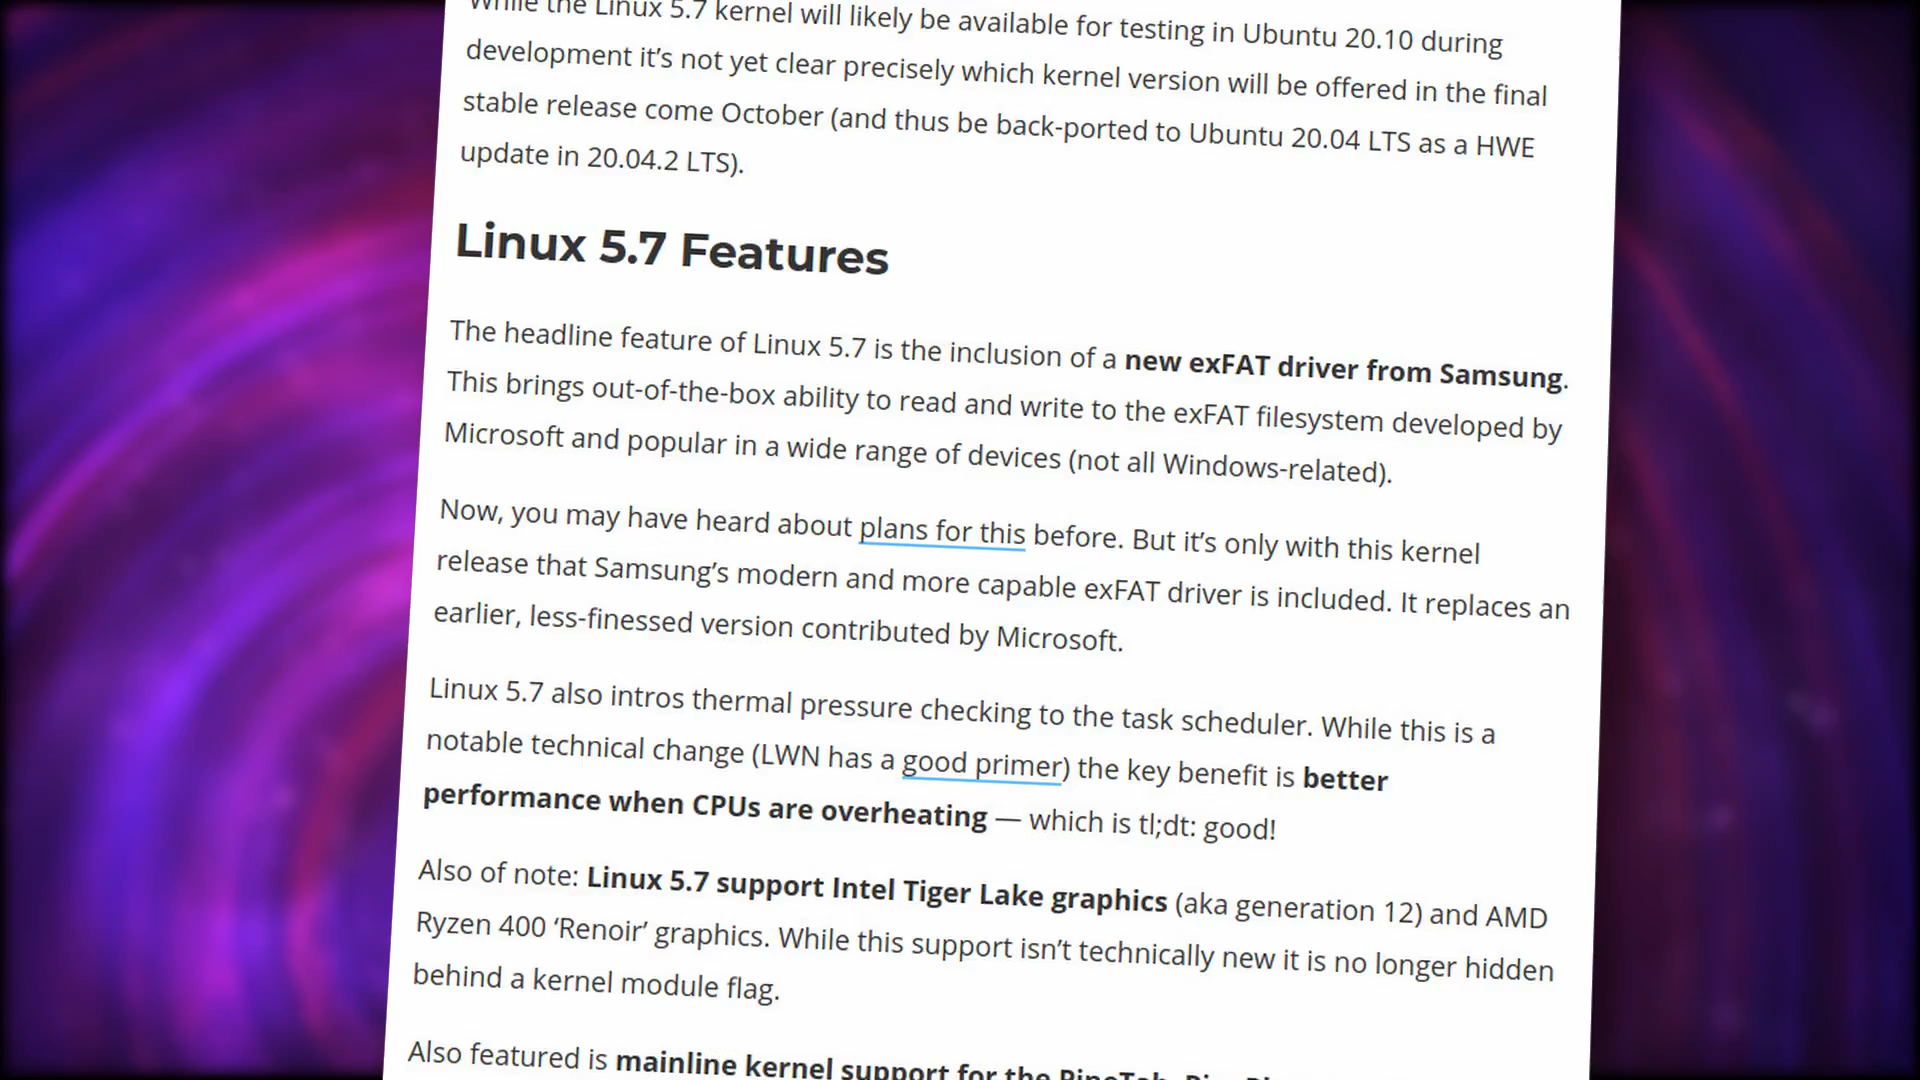 While the Linux 5.7 kernel will likely be available for testing in Ubuntu 20.10 during
development it’s not yet clear precisely which kernel version will be offered in the final
stable release come October (and thus be back-ported to Ubuntu 20.04 LTS as a HWE
update in 20.04.2 LTS).
Linux 5.7 Features
The headline feature of Linux 5.7 is the inclusion of a new exFAT driver from Samsung.
This brings out-of-the-box ability to read and write to the exFAT filesystem developed by
Microsoft and popular in a wide range of devices (not all Windows-related).
Now, you may have heard about plans for this before. But it’s only with this kernel
release that Samsung’s modern and more capable exFAT driver is included. It replaces an
earlier, less-finessed version contributed by Microsoft.
Linux 5.7 also intros thermal pressure checking to the task scheduler. While this is a
notable technical change (LWN has a good primer) the key benefit is better
performance when CPUs are overheating — which is tl;dt: good!
Also of note: Linux 5.7 support Intel Tiger Lake graphics (aka generation 12) and AMD
Ryzen 400 ‘Renoir’ graphics. While this support isn’t technically new it is no longer hidden
behind a kernel module flag.
Also featured is mainline kernel support for the PineTab,